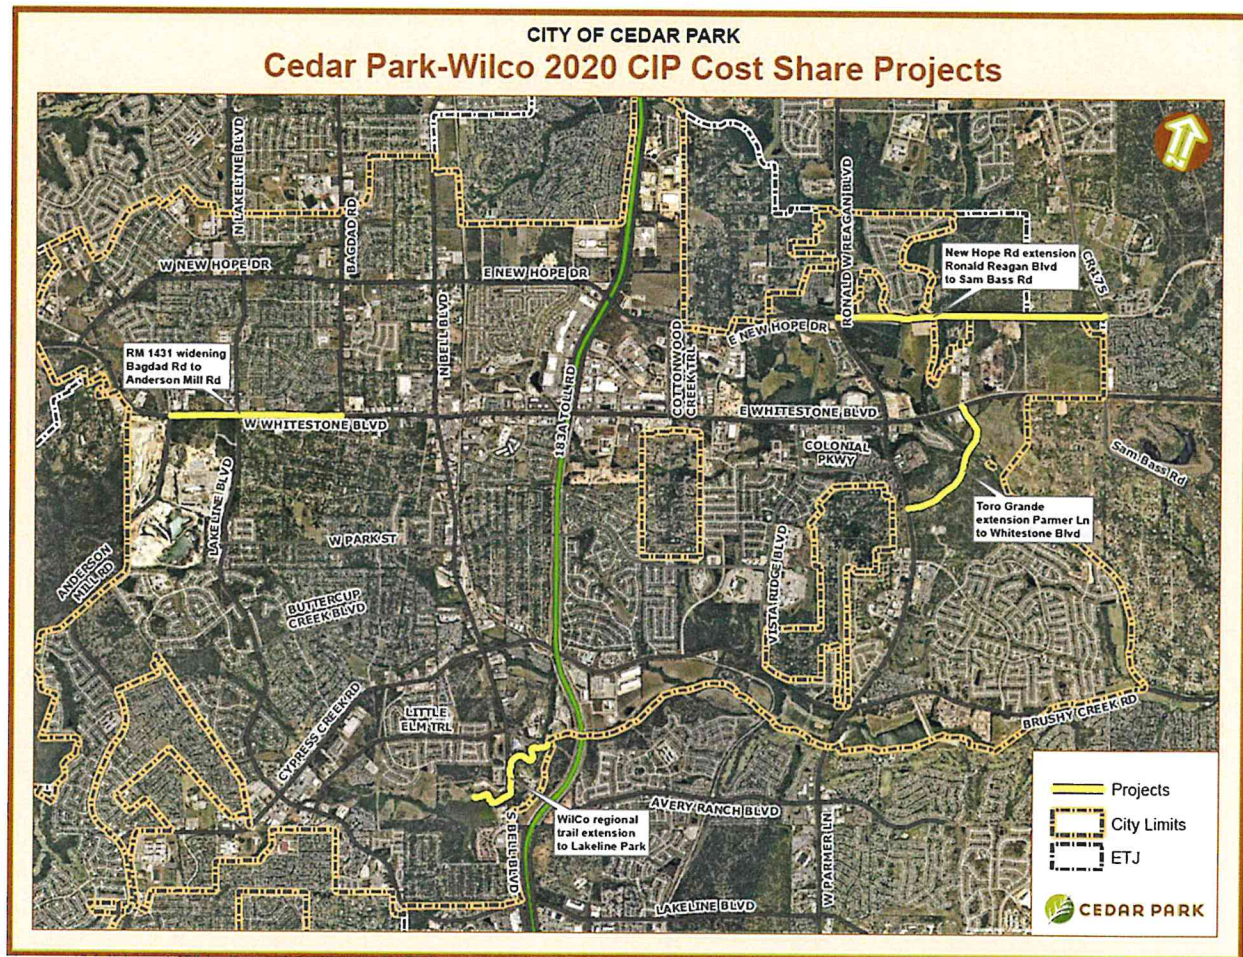 CITY OF CEDAR PARK
Cedar Park-Wilco 2020 CIP Cost Share Projects
N LAKELINE BLVD
BAGDAD RD
RONALD W REAGAN BLVD
CR 175
W NEW HOPE DR
E NEW HOPE DR
New Hope Rd extension
Ronald Reagan Blvd
to Sam Bass Rd
N BELL BLVD
E NEW HOPE DR
RM 1431 widening
Bagdad Rd to
Anderson Mill Rd
183A TOLL RD
COTTONWOOD
CREEK TRL
W WHITESTONE BLVD
E WHITESTONE BLVD
COLONIAL
PKWY
Sam Bass Rd
LAKELINE BLVD
Toro Grande
extension Parmer Ln
to Whitestone Blvd
W PARK ST
ANDERSON
MILL RD
BUTTERCUP
CREEK BLVD
VISTA RIDGE BLVD
CYPRESS CREEK RD
LITTLE
ELM TRL
BRUSHY CREEK RD
WilCo regional
trail extension
to Lakeline Park
S. BELL BLVD
AVERY RANCH BLVD
W PARMER LN
LAKELINE BLVD
Projects
City Limits
ETJ
CEDAR PARK